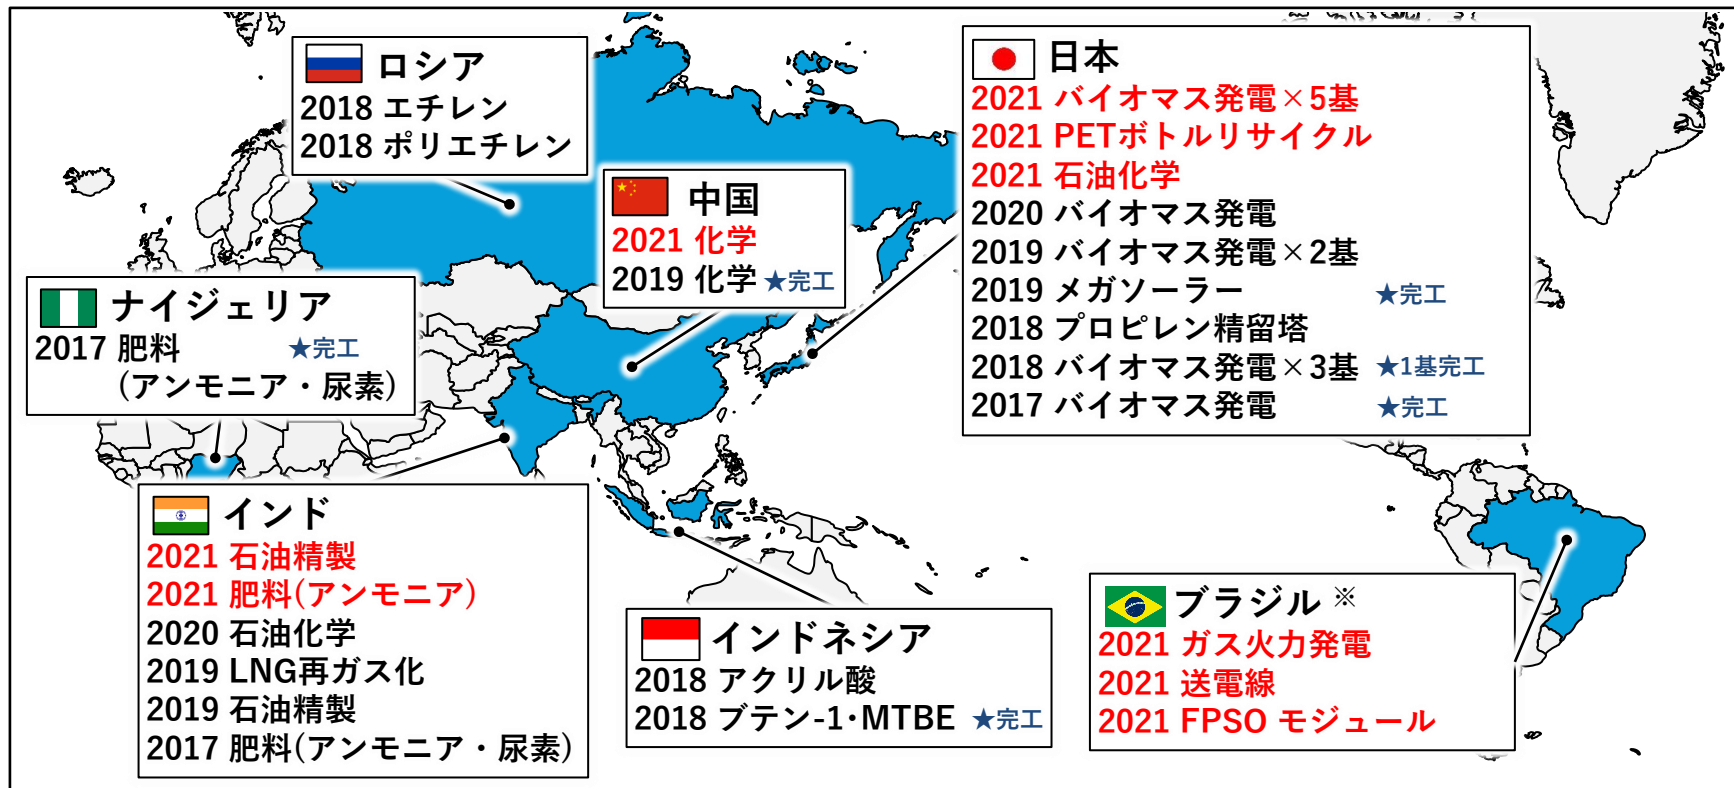 ロシア
2018 エチレン
2018 ポリエチレン
中国
2021 化学
2019 化学 ★完工
日本
2021 バイオマス発電×5基
2021 PETボトルリサイクル
2021 石油化学
2020 バイオマス発電
2019 バイオマス発電×2基
2019 メガソーラー ★完工
2018 プロピレン精留塔
2018 バイオマス発電×3基 ★1基完工
2017 バイオマス発電 ★完工
ナイジェリア
2017 肥料 ★完工
(アンモニア・尿素)
インド
2021 石油精製
2021 肥料(アンモニア)
2020 石油化学
2019 LNG再ガス化
2019 石油精製
2017 肥料(アンモニア・尿素)
インドネシア
2018 アクリル酸
2018 ブテン-1・MTBE ★完工
ブラジル ※
2021 ガス火力発電
2021 送電線
2021 FPSO モジュール